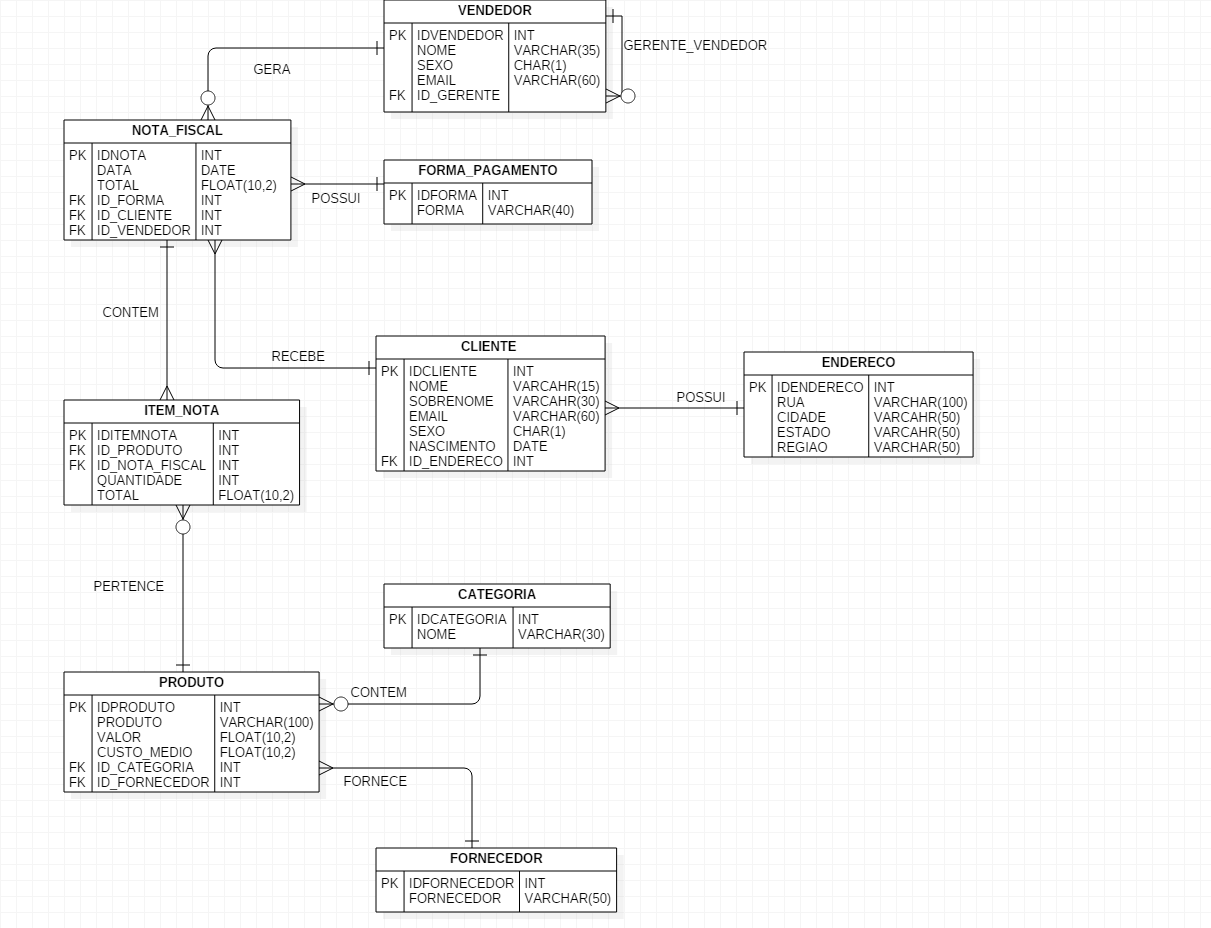 VENDEDOR
PK IDVENDEDOR INT
NOME VARCHAR(35)
SEXO CHAR(1)
EMAIL VARCHAR(60)
FK ID_GERENTE
GERENTE_VENDEDOR
GERA
NOTA_FISCAL
PK IDNOTA INT
DATA DATE
TOTAL FLOAT(10,2)
FK ID_FORMA INT
FK ID_CLIENTE INT
FK ID_VENDEDOR INT
POSSUI
FORMA_PAGAMENTO
PK IDFORMA INT
FORMA VARCHAR(40)
CONTEM
RECEBE
CLIENTE
PK IDCLIENTE INT
NOME VARCAHR(15)
SOBRENOME VARCAHR(30)
EMAIL VARCHAR(60)
SEXO CHAR(1)
NASCIMENTO DATE
FK ID_ENDERECO INT
POSSUI
ENDERECO
PK IDENDERECO INT
RUA VARCHAR(100)
CIDADE VARCAHR(50)
ESTADO VARCAHR(50)
REGIAO VARCHAR(50)
ITEM_NOTA
PK IDITEMNOTA INT
FK ID_PRODUTO INT
FK ID_NOTA_FISCAL INT
QUANTIDADE INT
TOTAL FLOAT(10,2)
PERTENCE
CATEGORIA
PK IDCATEGORIA INT
NOME VARCHAR(30)
CONTEM
PRODUTO
PK IDPRODUTO INT
PRODUTO VARCHAR(100)
VALOR FLOAT(10,2)
CUSTO_MEDIO FLOAT(10,2)
FK ID_CATEGORIA INT
FK ID_FORNECEDOR INT
FORNECE
FORNECEDOR
PK IDFORNECEDOR INT
FORNECEDOR VARCHAR(50)